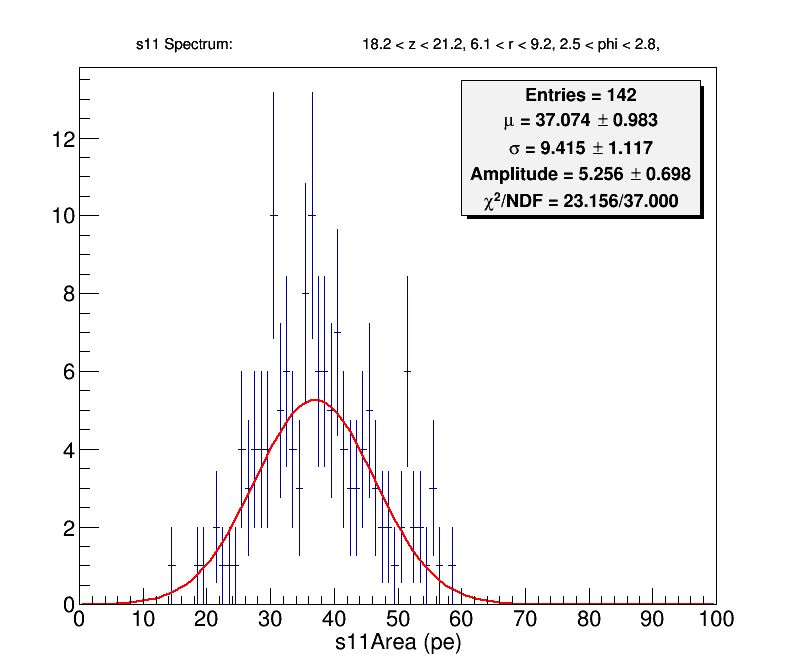 s11 Spectrum: 18.2 < z < 21.2, 6.1 < r < 9.2, 2.5 < phi < 2.8,
Entries = 142
μ = 37.074 ± 0.983
σ = 9.415 ± 1.117
Amplitude = 5.256 ± 0.698
χ²/NDF = 23.156/37.000
12
10
8
6
4
2
0
0 10 20 30 40 50 60 70 80 90 100
s11Area (pe)